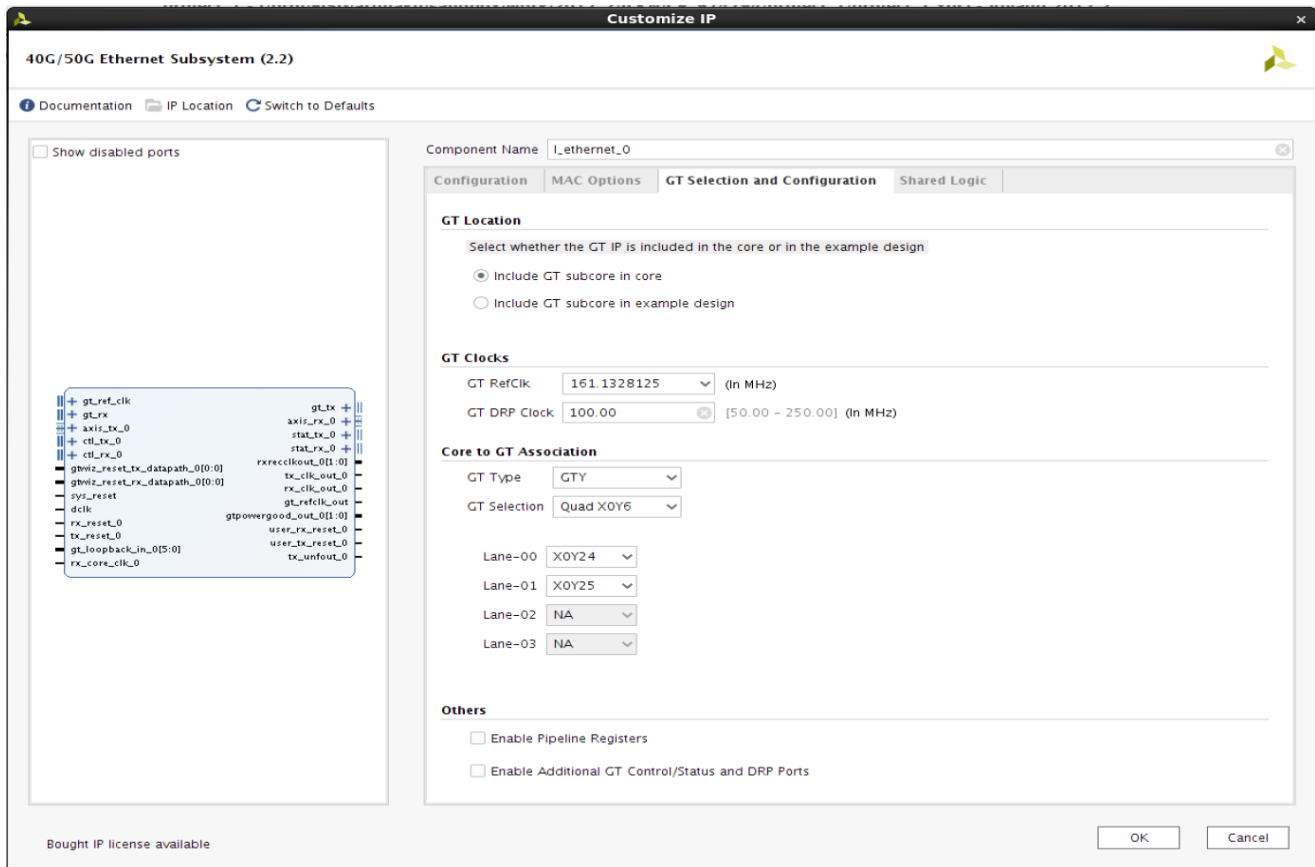 Customize IP
40G/50G Ethernet Subsystem (2.2)
Documentation IP Location Switch to Defaults
Show disabled ports
gt_ref_clk
gt_rx
axis_tx_0
ctl_tx_0
ctl_rx_0
gtwiz_reset_tx_datapath_0[0:0]
gtwiz_reset_rx_datapath_0[0:0]
sys_reset
dclk
rx_reset_0
tx_reset_0
gt_loopback_in_0[5:0]
rx_core_clk_0
gt_tx
axis_rx_0
stat_tx_0
stat_rx_0
rxrecclkout_0[1:0]
tx_clk_out_0
rx_clk_out_0
gt_refclk_out
gtpowergood_out_0[1:0]
user_rx_reset_0
user_tx_reset_0
tx_unfout_0
Component Name l_ethernet_0
Configuration MAC Options GT Selection and Configuration Shared Logic
GT Location
Select whether the GT IP is included in the core or in the example design
Include GT subcore in core
Include GT subcore in example design
GT Clocks
GT RefClk 161.1328125 (In MHz)
GT DRP Clock 100.00 [50.00 - 250.00] (In MHz)
Core to GT Association
GT Type GTY
GT Selection Quad X0Y6
Lane-00 X0Y24
Lane-01 X0Y25
Lane-02 NA
Lane-03 NA
Others
Enable Pipeline Registers
Enable Additional GT Control/Status and DRP Ports
Bought IP license available
OK Cancel